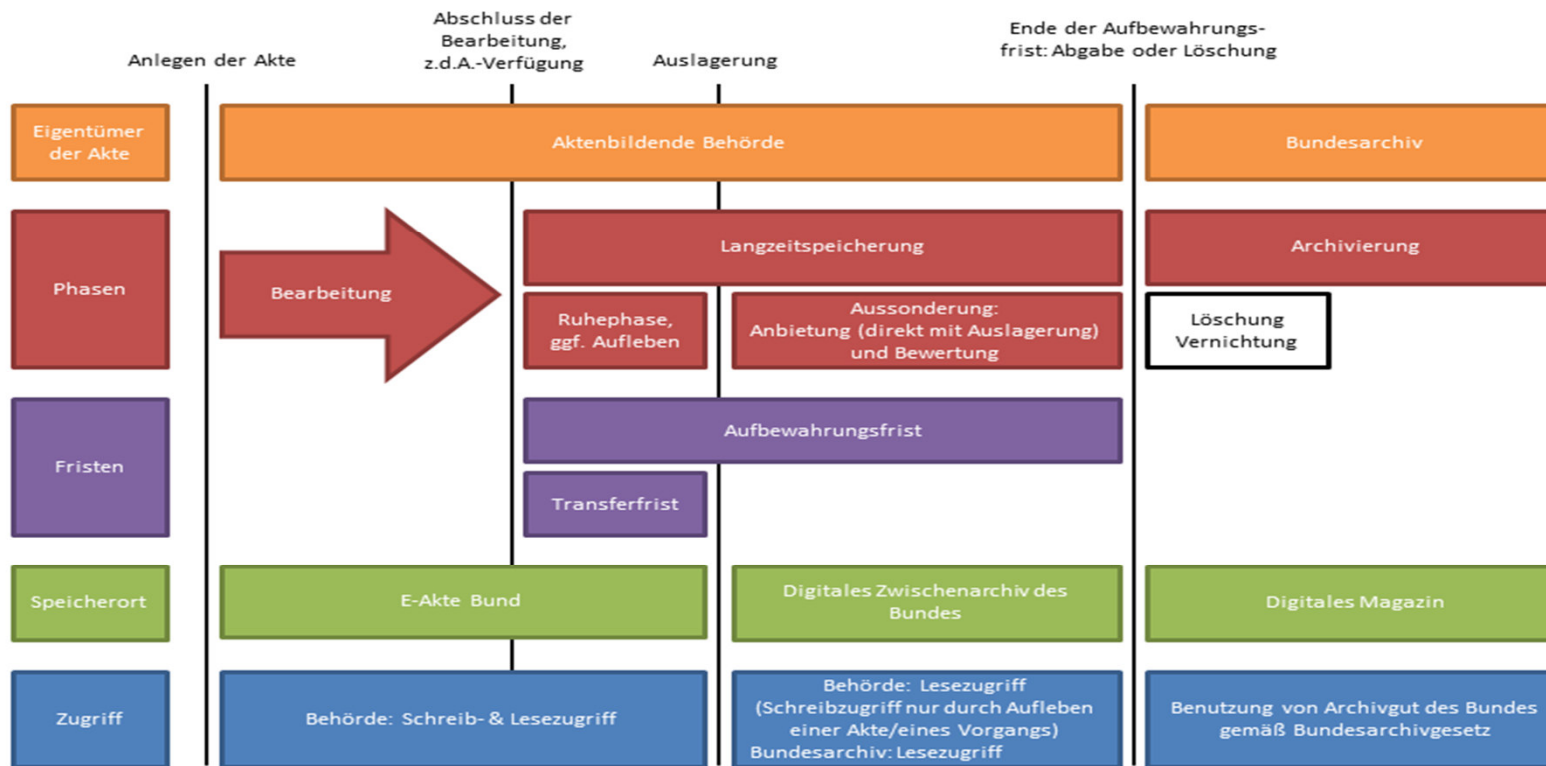 Abschluss der
Bearbeitung,
z.d.A.-Verfügung
Anlegen der Akte
Auslagerung
Ende der Aufbewahrungs-
frist: Abgabe oder Löschung
Eigentümer
der Akte
Aktenbildende Behörde
Bundesarchiv
Phasen
Bearbeitung
Langzeitspeicherung
Archivierung
Ruhephase,
ggf. Aufleben
Aussonderung:
Anbietung (direkt mit Auslagerung)
und Bewertung
Löschung
Vernichtung
Fristen
Aufbewahrungsfrist
Transferfrist
Speicherort
E-Akte Bund
Digitales Zwischenarchiv des
Bundes
Digitales Magazin
Zugriff
Behörde: Schreib- & Lesezugriff
Behörde: Lesezugriff
(Schreibzugriff nur durch Aufleben
einer Akte/eines Vorgangs)
Bundesarchiv: Lesezugriff
Benutzung von Archivgut des Bundes
gemäß Bundesarchivgesetz